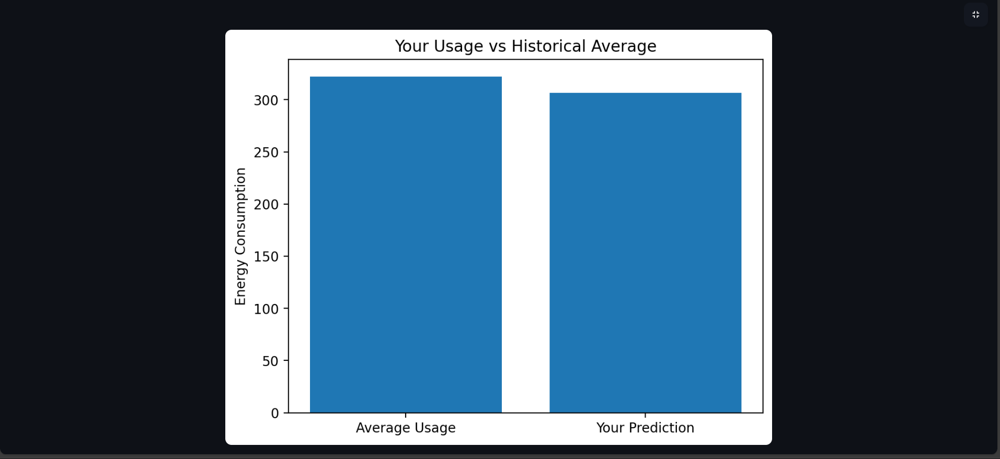 Your Usage vs Historical Average
Energy Consumption
300
250
200
150
100
50
0
Average Usage
Your Prediction